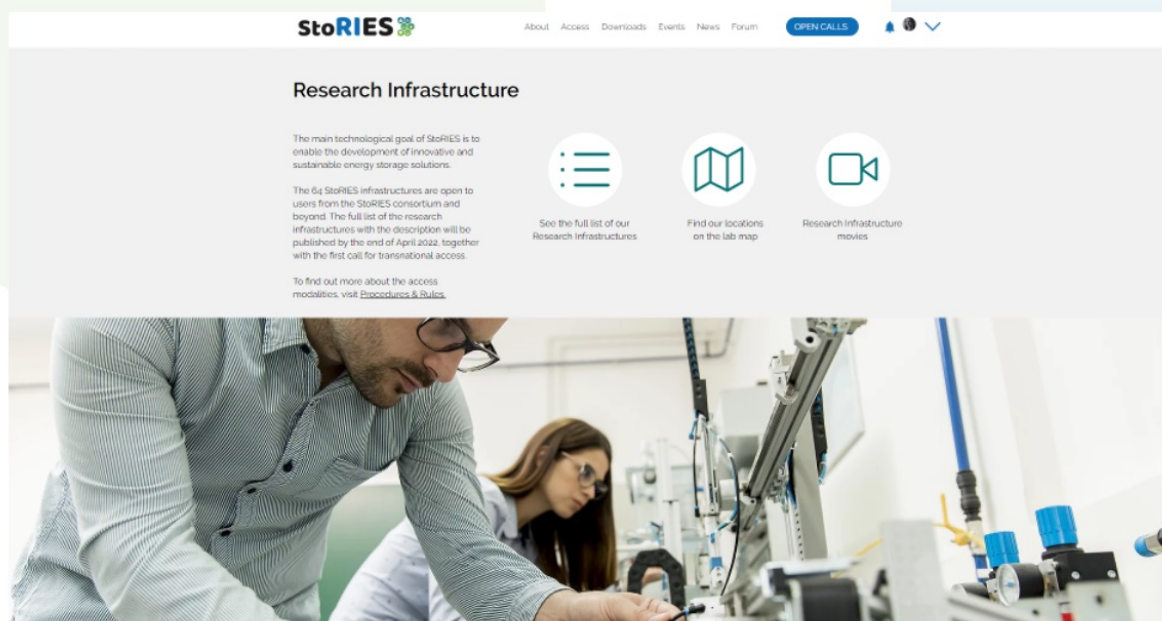 StoRIES
About Access Downloads Events News Forum OPEN CALLS
Research Infrastructure
The main technological goal of StoRIES is to
enable the development of innovative and
sustainable energy storage solutions.
The 64 StoRIES infrastructures are open to
users from the StoRIES consortium and
beyond. The full list of the research
infrastructures with the description will be
published by the end of April 2022, together
with the first call for transnational access.
To find out more about the access
modalities, visit Procedures & Rules.
See the full list of our
Research Infrastructures
Find our locations
on the lab map
Research Infrastructure
movies